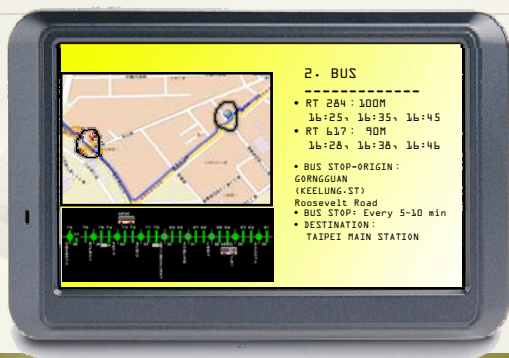 2. BUS
-------------
• RT 284: 100M
16:25, 16:35, 16:45
• RT 617: 90M
16:28, 16:38, 16:46
• BUS STOP-ORIGIN:
GORNGGUAN
(KEELUNG.ST)
Roosevelt Road
• BUS STOP: Every 5~10 min
• DESTINATION:
TAIPEI MAIN STATION